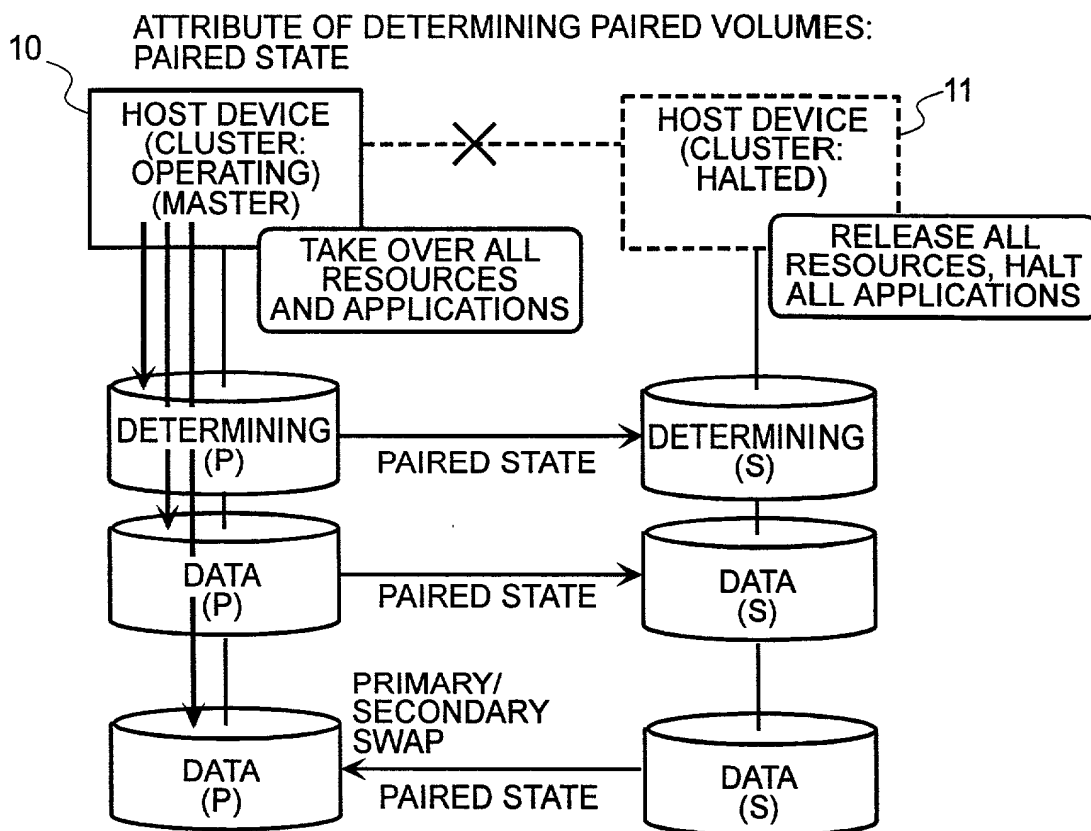 ATTRIBUTE OF DETERMINING PAIRED VOLUMES:
PAIRED STATE
10
11
HOST DEVICE
(CLUSTER:
OPERATING)
(MASTER)
HOST DEVICE
(CLUSTER:
HALTED)
TAKE OVER ALL
RESOURCES
AND APPLICATIONS
RELEASE ALL
RESOURCES, HALT
ALL APPLICATIONS
DETERMINING
(P)
PAIRED STATE
DETERMINING
(S)
DATA
(P)
PAIRED STATE
DATA
(S)
PRIMARY/
SECONDARY
SWAP
DATA
(P)
PAIRED STATE
DATA
(S)